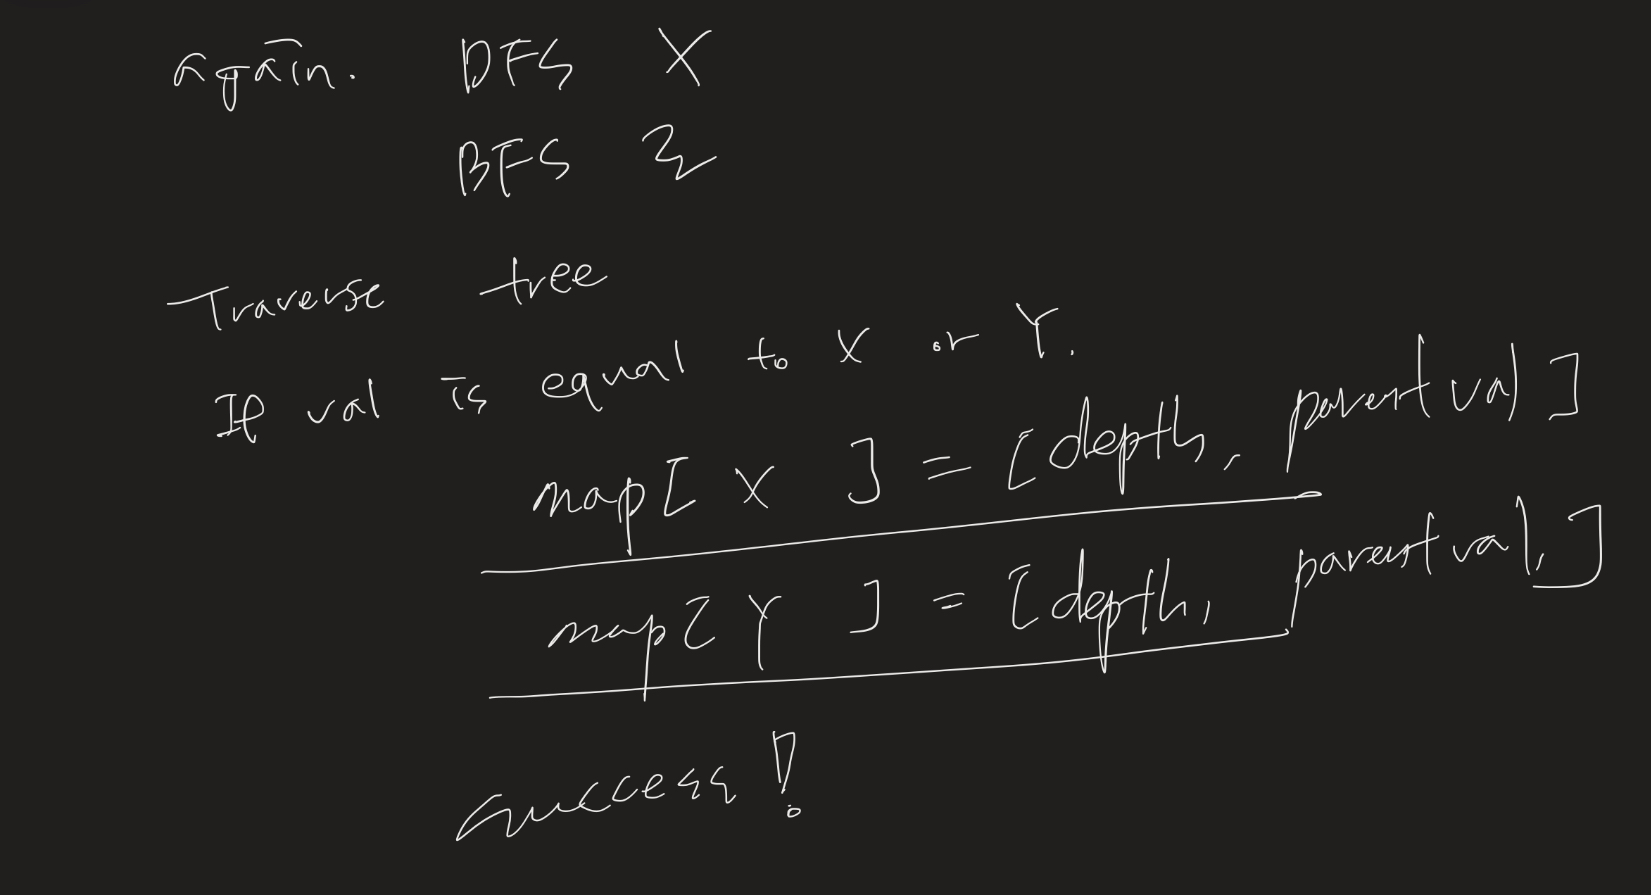 again. DFS X
BFS
Traverse tree
If val is equal to X or Y.
map[ X ] = [depth, parent val]
map[ Y ] = [depth, parent val,]
success!